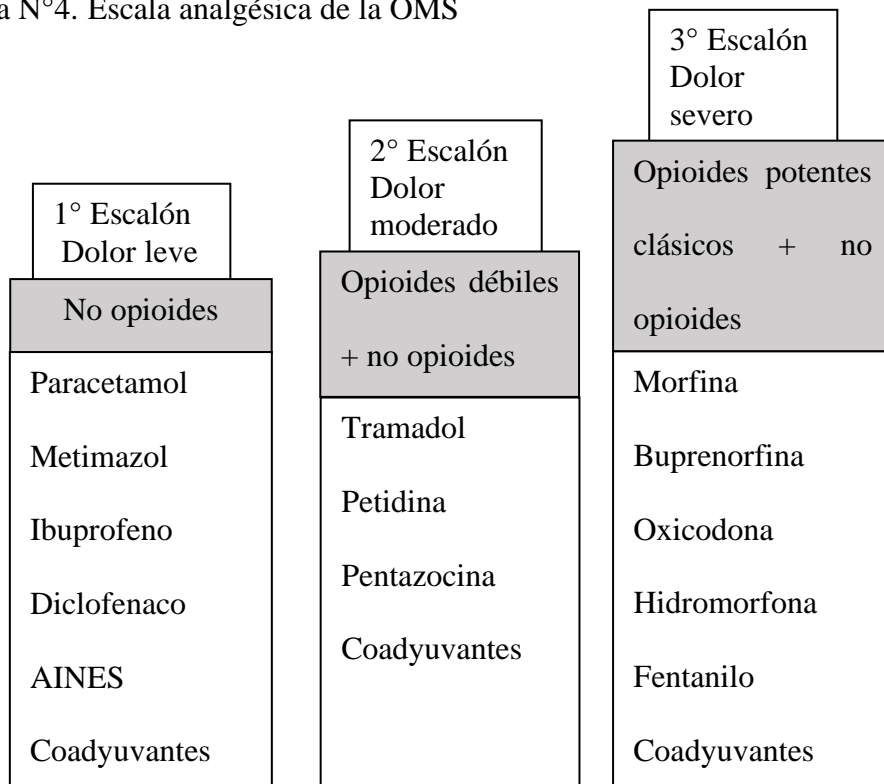 a N°4. Escala analgésica de la OMS
1° Escalón
Dolor leve
No opioides
Paracetamol
Metimazol
Ibuprofeno
Diclofenaco
AINES
Coadyuvantes
2° Escalón
Dolor
moderado
Opioides débiles
+ no opioides
Tramadol
Petidina
Pentazocina
Coadyuvantes
3° Escalón
Dolor
severo
Opioides potentes
clásicos + no
opioides
Morfina
Buprenorfina
Oxicodona
Hidromorfona
Fentanilo
Coadyuvantes